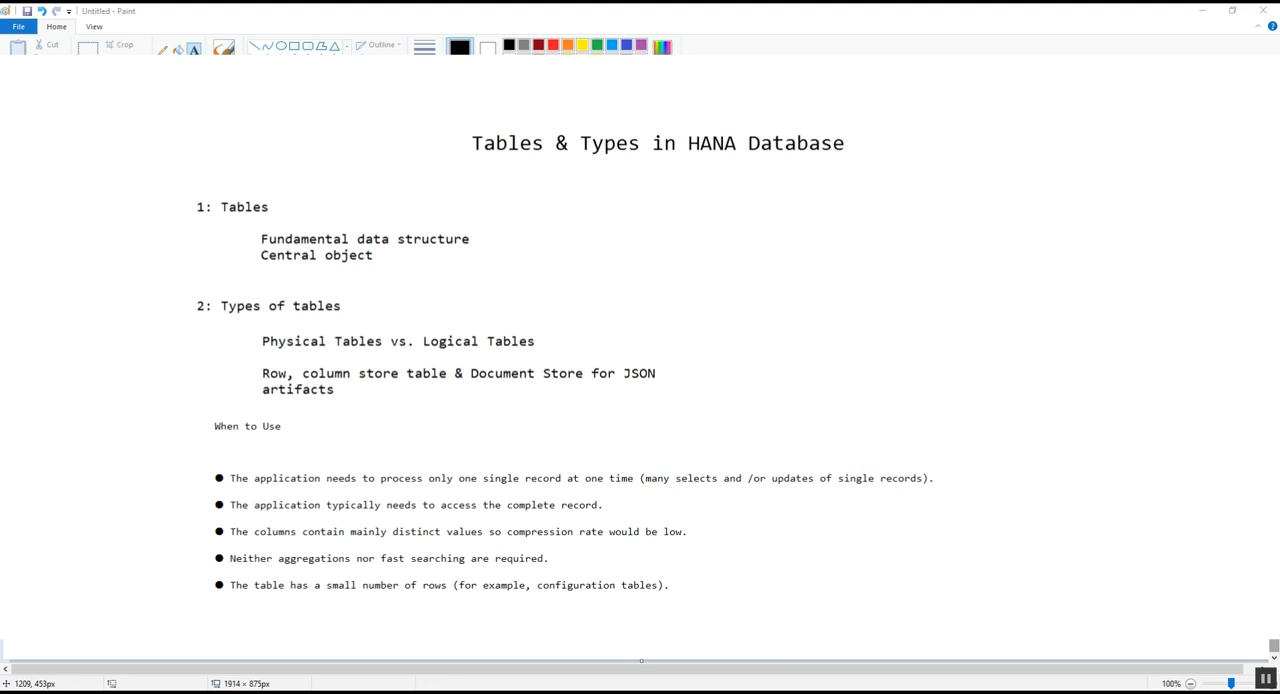 Untitled - Paint
File Home View
Cut Crop A Outline
Tables & Types in HANA Database
1: Tables
Fundamental data structure
Central object
2: Types of tables
Physical Tables vs. Logical Tables
Row, column store table & Document Store for JSON
artifacts
When to Use
● The application needs to process only one single record at one time (many selects and /or updates of single records).
● The application typically needs to access the complete record.
● The columns contain mainly distinct values so compression rate would be low.
● Neither aggregations nor fast searching are required.
● The table has a small number of rows (for example, configuration tables).
1209, 453px 1914 × 875px 100%